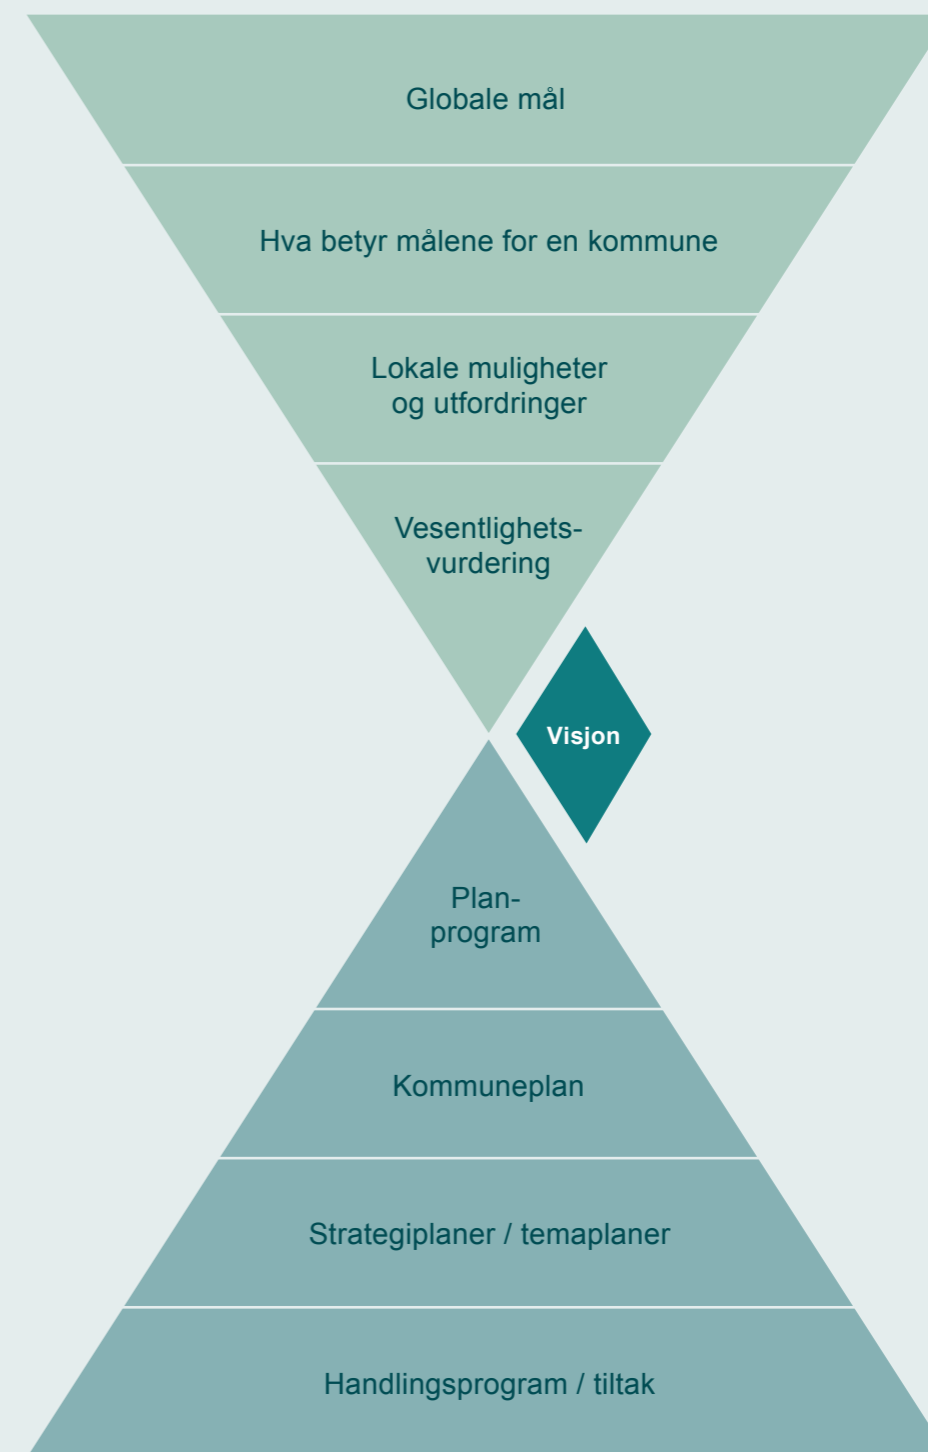 Globale mål
Hva betyr målene for en kommune
Lokale muligheter
og utfordringer
Vesentlighets-
vurdering
Visjon
Plan-
program
Kommuneplan
Strategiplaner / temaplaner
Handlingsprogram / tiltak